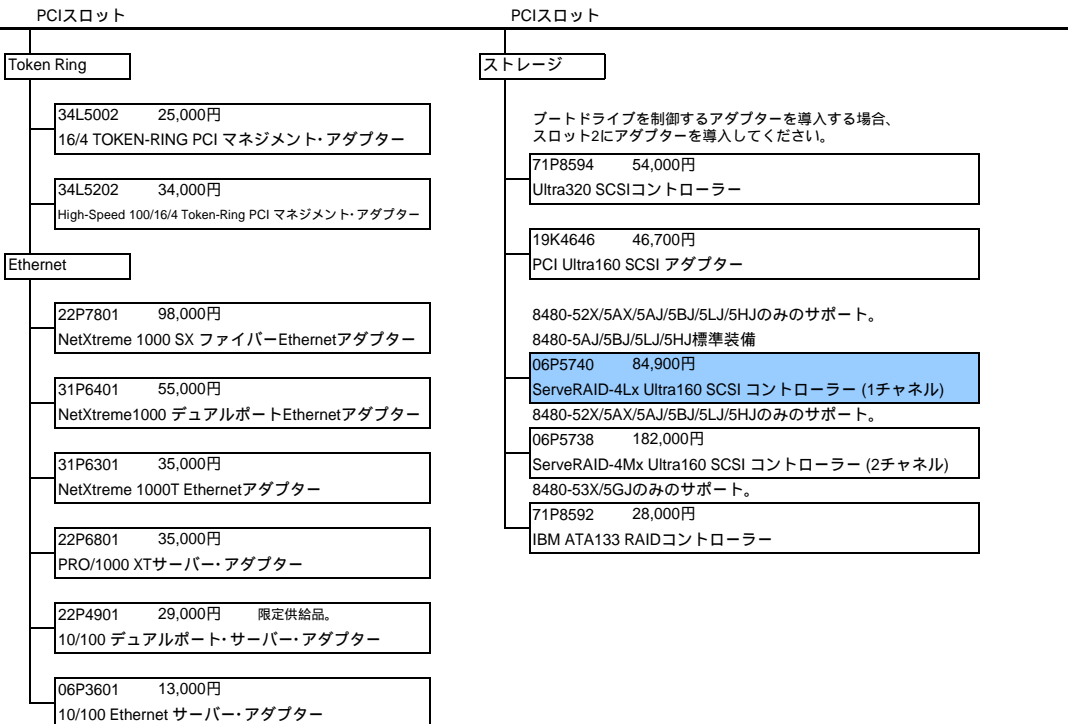 PCIスロット
Token Ring
34L5002 25,000円
16/4 TOKEN-RING PCI マネジメント・アダプター
34L5202 34,000円
High-Speed 100/16/4 Token-Ring PCI マネジメント・アダプター
Ethernet
22P7801 98,000円
NetXtreme 1000 SX ファイバーEthernetアダプター
31P6401 55,000円
NetXtreme1000 デュアルポートEthernetアダプター
31P6301 35,000円
NetXtreme 1000T Ethernetアダプター
22P6801 35,000円
PRO/1000 XTサーバー・アダプター
22P4901 29,000円 限定供給品。
10/100 デュアルポート・サーバー・アダプター
06P3601 13,000円
10/100 Ethernet サーバー・アダプター
PCIスロット
ストレージ
ブートドライブを制御するアダプターを導入する場合、
スロット2にアダプターを導入してください。
71P8594 54,000円
Ultra320 SCSIコントローラー
19K4646 46,700円
PCI Ultra160 SCSI アダプター
8480-52X/5AX/5AJ/5BJ/5LJ/5HJのみのサポート。
8480-5AJ/5BJ/5LJ/5HJ標準装備
06P5740 84,900円
ServeRAID-4Lx Ultra160 SCSI コントローラー (1チャネル)
8480-52X/5AX/5AJ/5BJ/5LJ/5HJのみのサポート。
06P5738 182,000円
ServeRAID-4Mx Ultra160 SCSI コントローラー (2チャネル)
8480-53X/5GJのみのサポート。
71P8592 28,000円
IBM ATA133 RAIDコントローラー